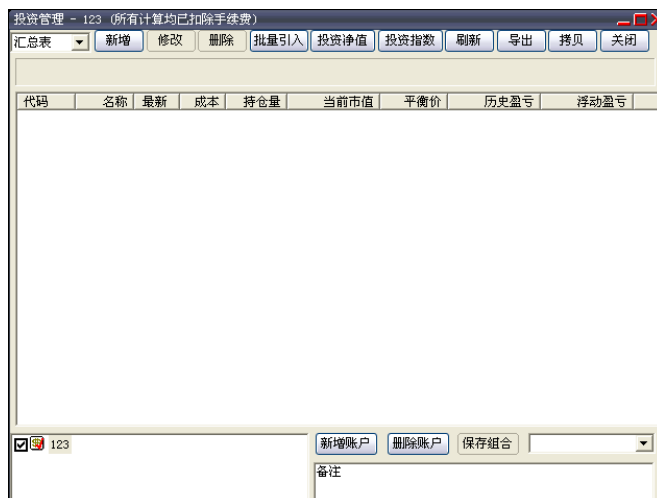 投资管理 - 123 (所有计算均已扣除手续费)
汇总表 新增 修改 删除 批量引入 投资净值 投资指数 刷新 导出 拷贝 关闭
代码 名称 最新 成本 持仓量 当前市值 平衡价 历史盈亏 浮动盈亏
123 新增账户 删除账户 保存组合
备注